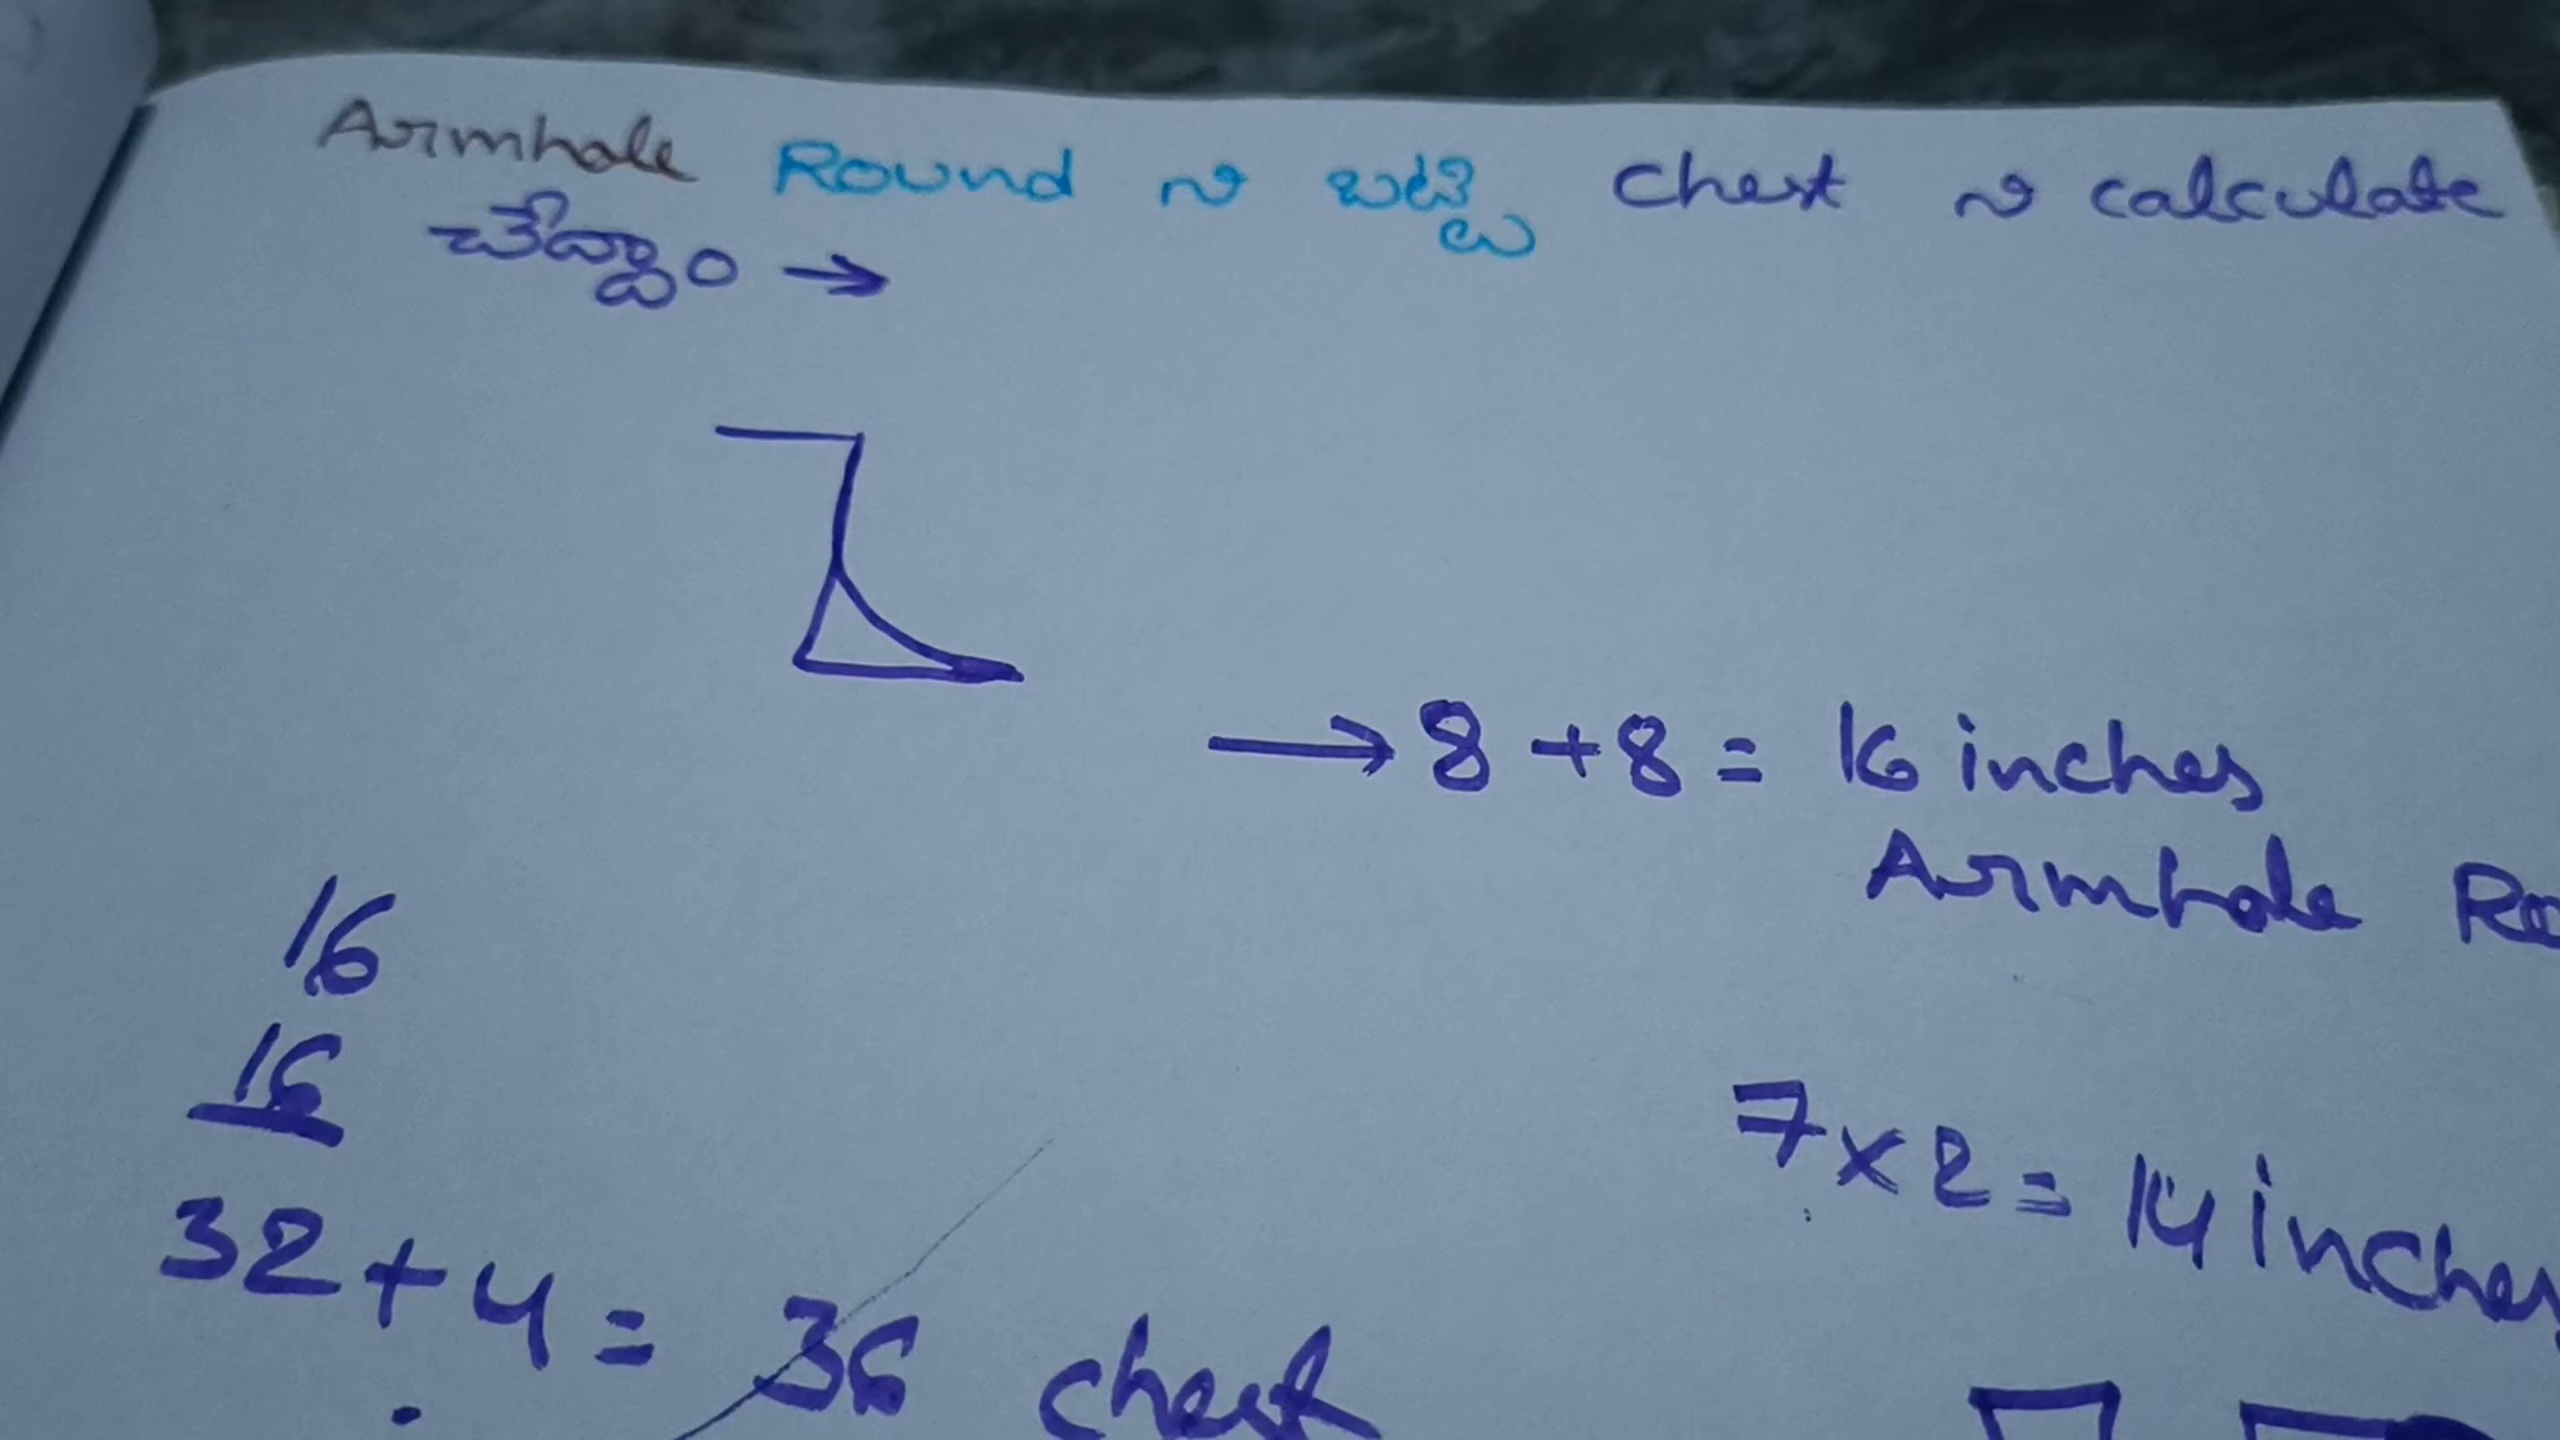 Armhole Round ని బట్టి chest ని calculate
చేద్దాం →
→ 8 + 8 = 16 inches
Armhole Ro
16
16
7 x 2 = 14 inches
32 + 4 = 36 chest